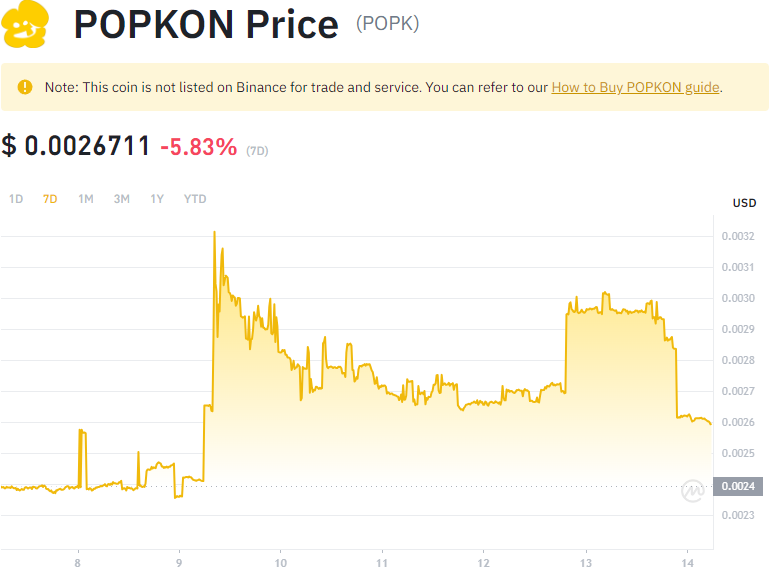 POPKON Price (POPK)
Note: This coin is not listed on Binance for trade and service. You can refer to our How to Buy POPKON guide.
$ 0.0026711 -5.83% (7D)
1D 7D 1M 3M 1Y YTD
USD
0.0032
0.0031
0.0030
0.0029
0.0028
0.0027
0.0026
0.0025
0.0024
0.0023
8 9 10 11 12 13 14